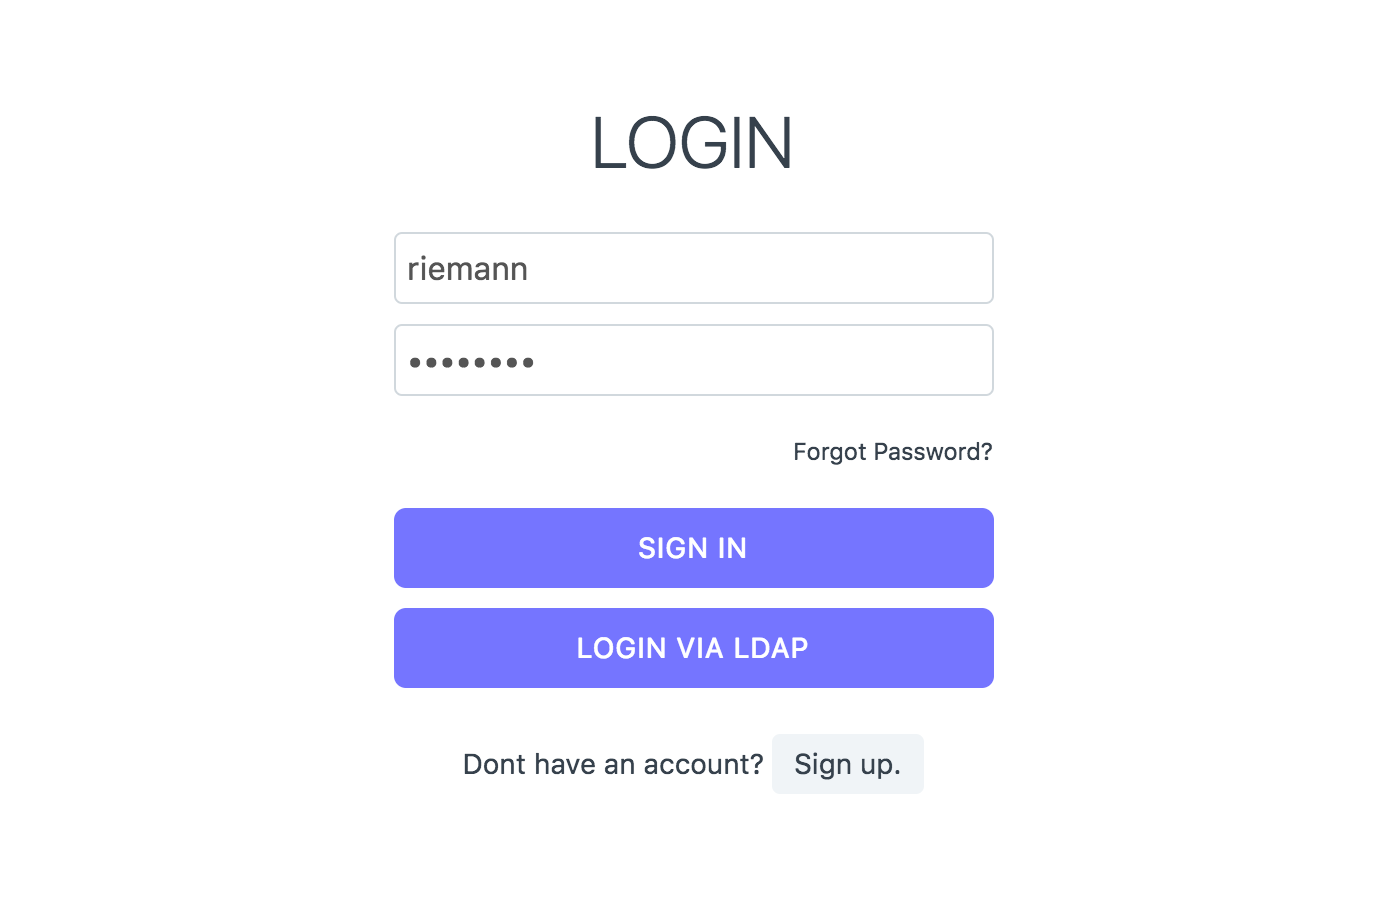 LOGIN
riemann
••••••••
Forgot Password?
SIGN IN
LOGIN VIA LDAP
Dont have an account? Sign up.